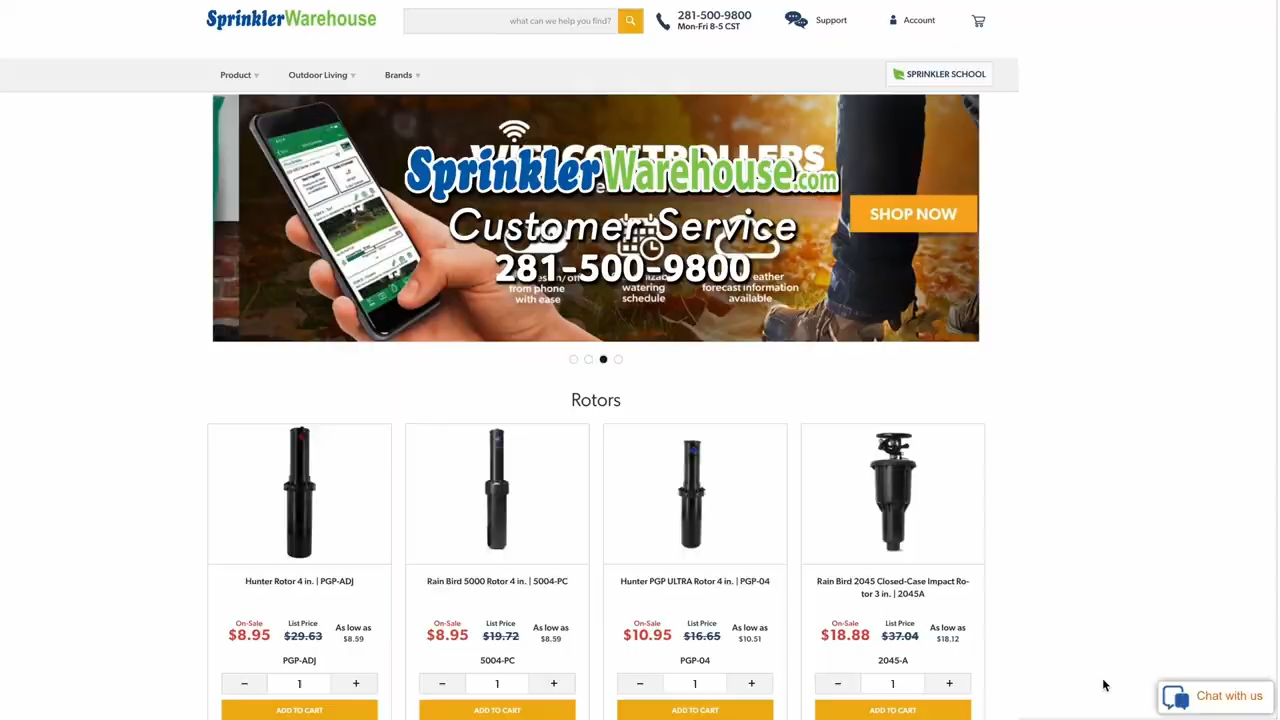 SprinklerWarehouse
what can we help you find?
281-500-9800
Mon-Fri 8-5 CST
Support
Account
Product
Outdoor Living
Brands
SPRINKLER SCHOOL
SprinklerWarehouse.com
Customer Service
281-500-9800
SHOP NOW
from phone
with ease
watering
schedule
forecast information
available
Rotors
Hunter Rotor 4 in. | PGP-ADJ
On-Sale List Price As low as
$8.95 $29.63 $8.59
PGP-ADJ
− 1 +
ADD TO CART
Rain Bird 5000 Rotor 4 in. | 5004-PC
On-Sale List Price As low as
$8.95 $19.72 $8.59
5004-PC
− 1 +
ADD TO CART
Hunter PGP ULTRA Rotor 4 in. | PGP-04
On-Sale List Price As low as
$10.95 $16.65 $10.51
PGP-04
− 1 +
ADD TO CART
Rain Bird 2045 Closed-Case Impact Ro-
tor 3 in. | 2045A
On-Sale List Price As low as
$18.88 $37.04 $18.12
2045-A
− 1 +
ADD TO CART
Chat with us